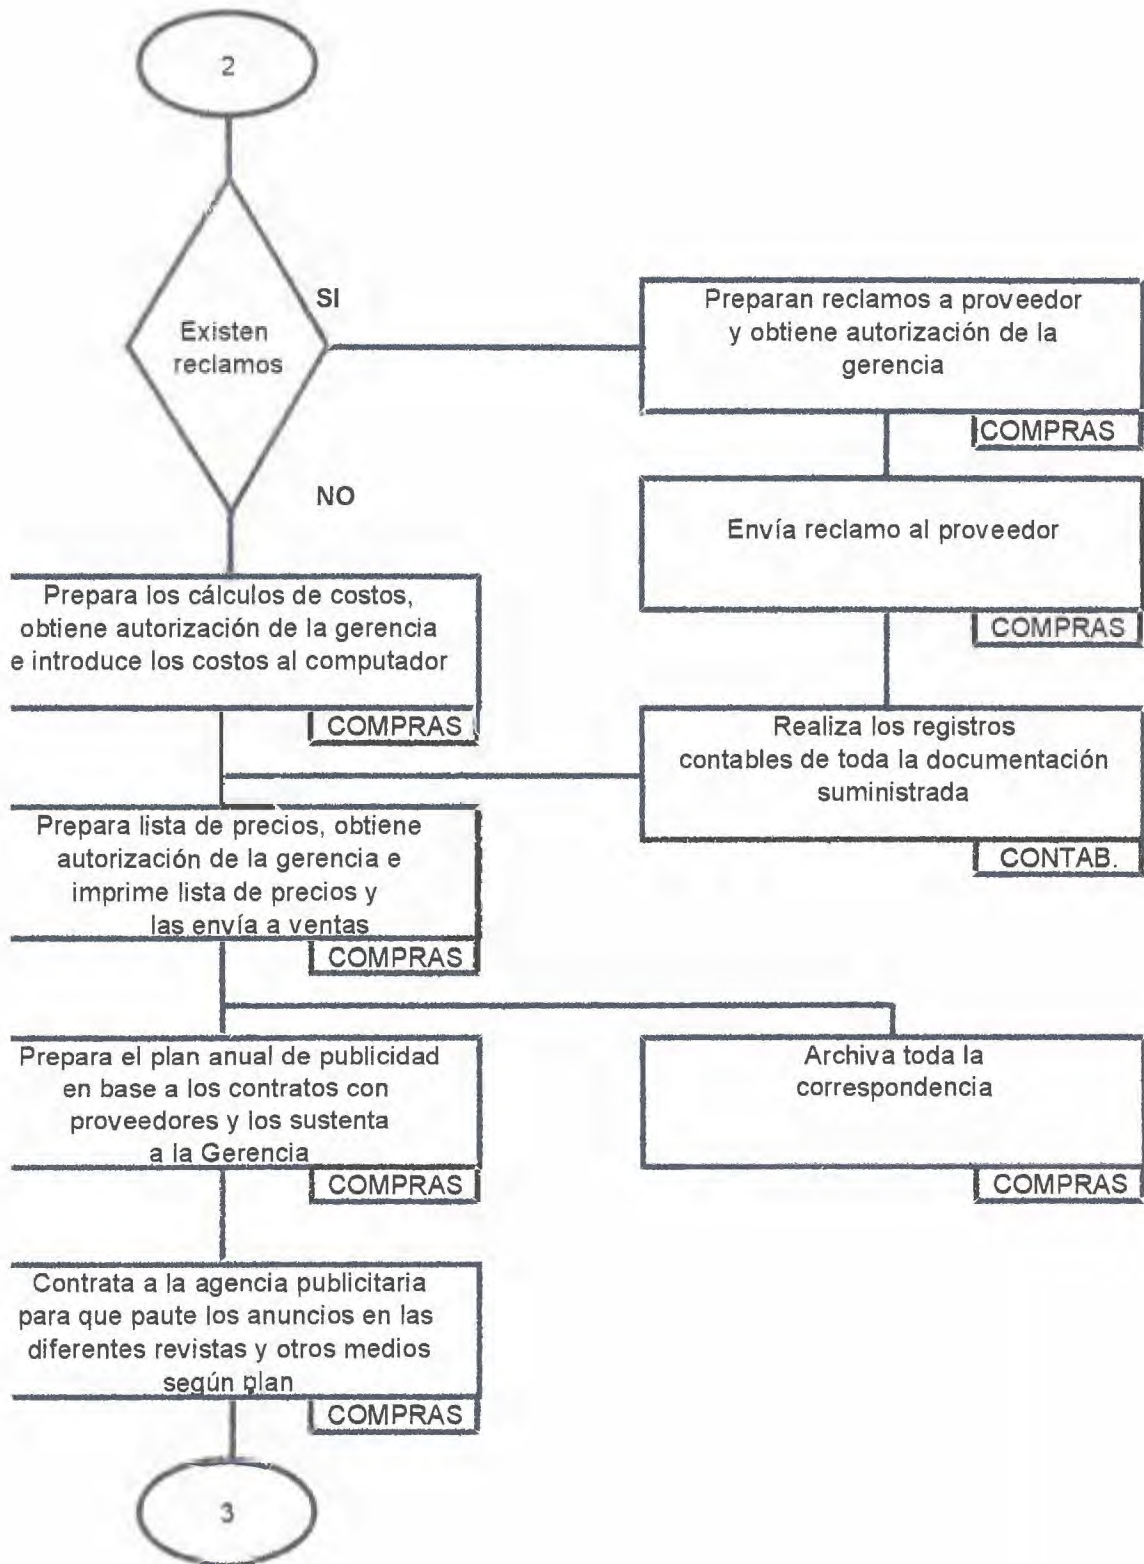 2
Existen
reclamos
SI
NO
Preparan reclamos a proveedor
y obtiene autorización de la
gerencia
COMPRAS
Envía reclamo al proveedor
COMPRAS
Prepara los cálculos de costos,
obtiene autorización de la gerencia
e introduce los costos al computador
COMPRAS
Realiza los registros
contables de toda la documentación
suministrada
CONTAB.
Prepara lista de precios, obtiene
autorización de la gerencia e
imprime lista de precios y
las envía a ventas
COMPRAS
Prepara el plan anual de publicidad
en base a los contratos con
proveedores y los sustenta
a la Gerencia
COMPRAS
Archiva toda la
correspondencia
COMPRAS
Contrata a la agencia publicitaria
para que paute los anuncios en las
diferentes revistas y otros medios
según plan
COMPRAS
3